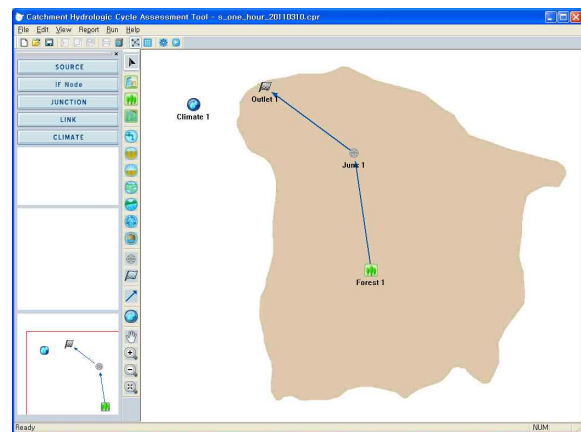 Catchment Hydrologic Cycle Assessment Tool - s_one_hour_20110310.cpr
File Edit View Report Run Help
SOURCE
IF Node
JUNCTION
LINK
CLIMATE
Outlet 1
Climate 1
Junc 1
Forest 1
Ready
NUM